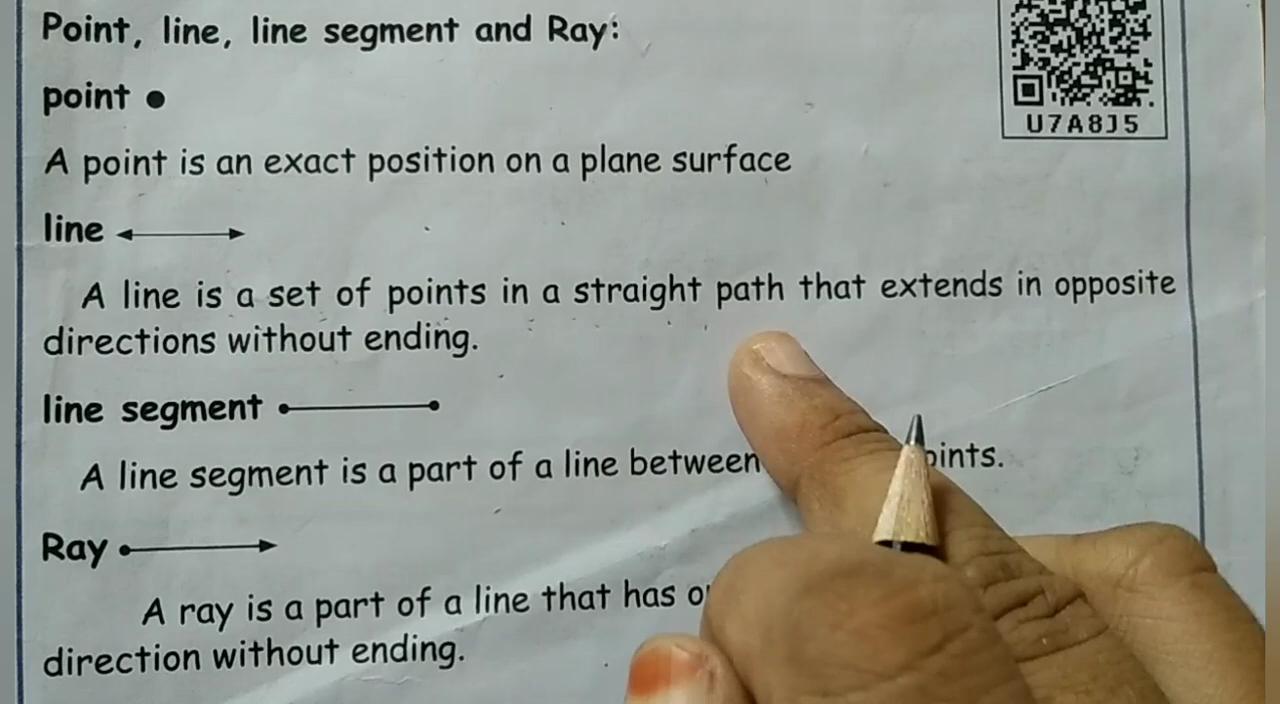 Point, line, line segment and Ray:
U7A8J5
point
A point is an exact position on a plane surface
line
A line is a set of points in a straight path that extends in opposite
directions without ending.
line segment
A line segment is a part of a line between
Ray
A ray is a part of a line that has
direction without ending.